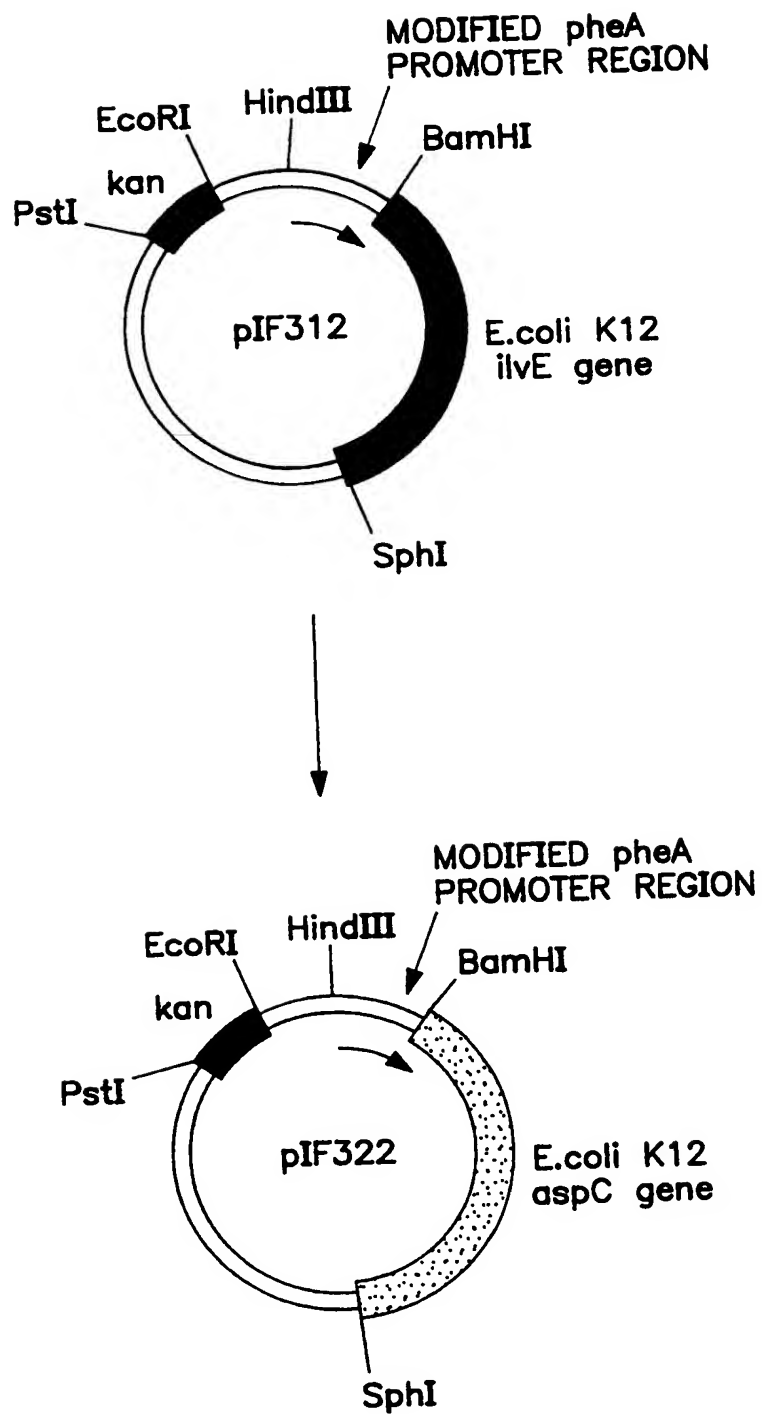 MODIFIED pheA
PROMOTER REGION
HindIII
EcoRI
BamHI
kan
PstI
pIF312
E.coli K12
ilvE gene
SphI
MODIFIED pheA
PROMOTER REGION
HindIII
EcoRI
BamHI
kan
PstI
pIF322
E.coli K12
aspC gene
SphI